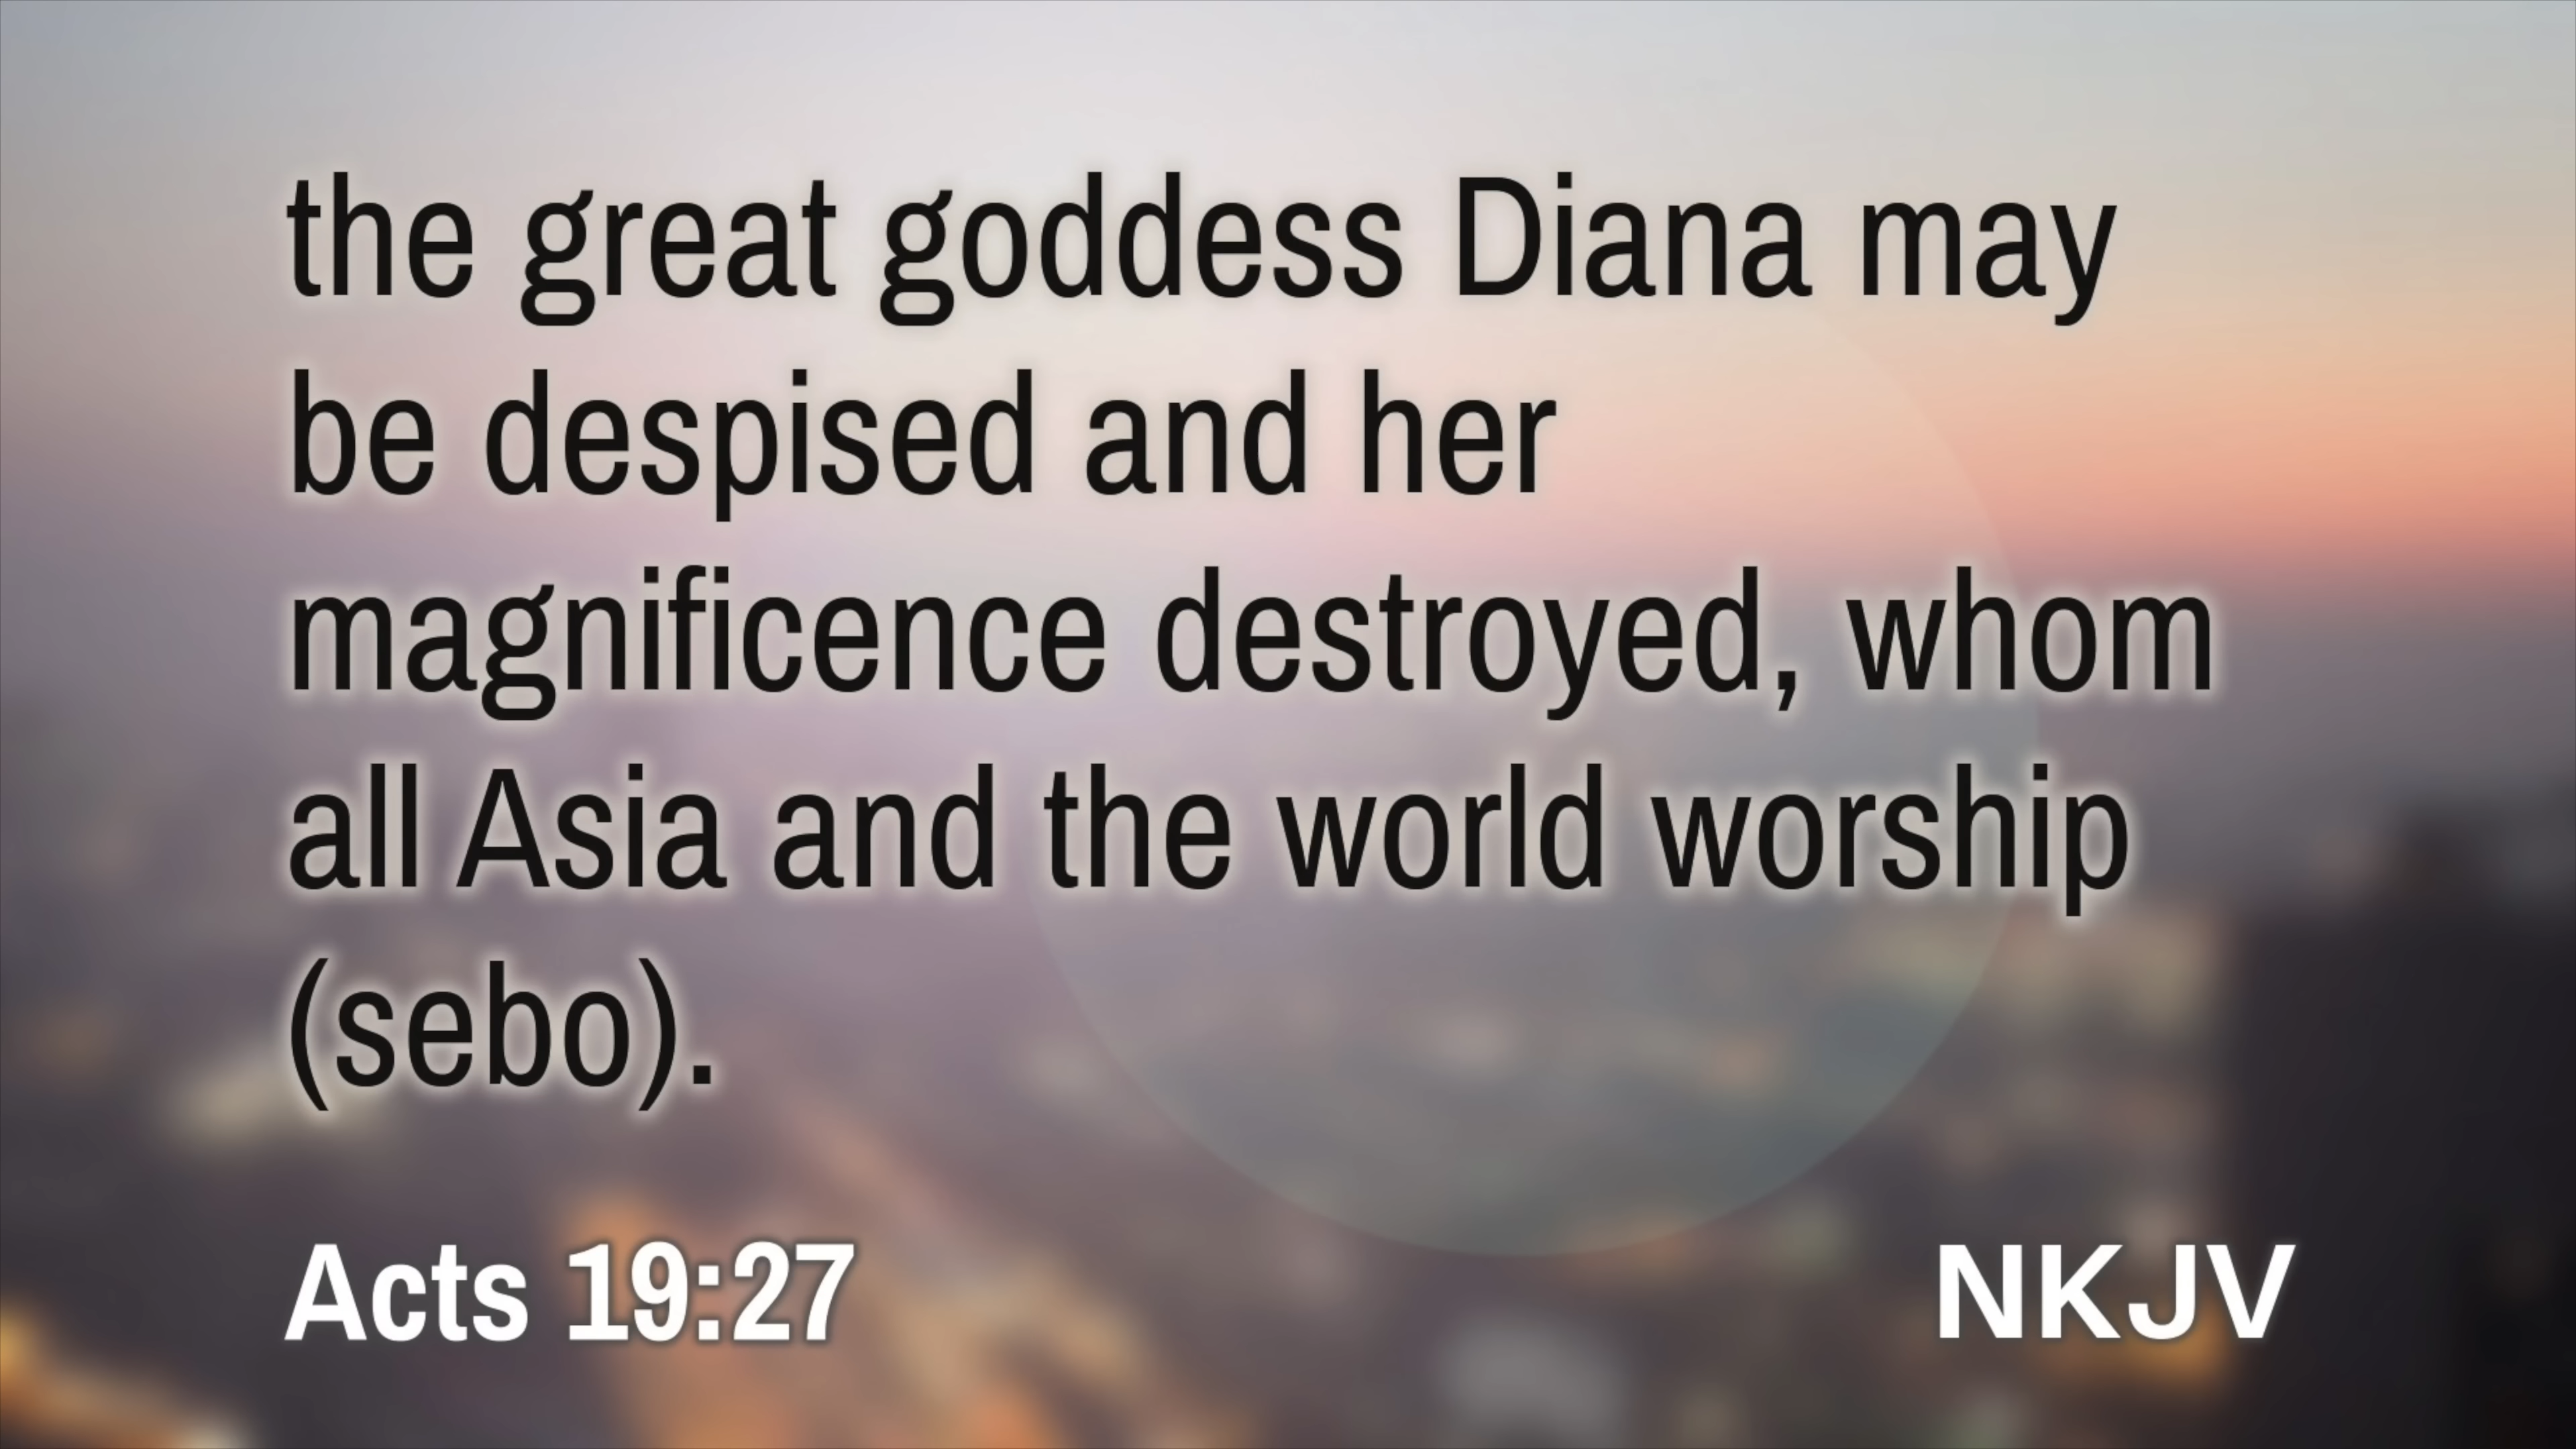 the great goddess Diana may
be despised and her
magnificence destroyed, whom
all Asia and the world worship
(sebo).
Acts 19:27 NKJV